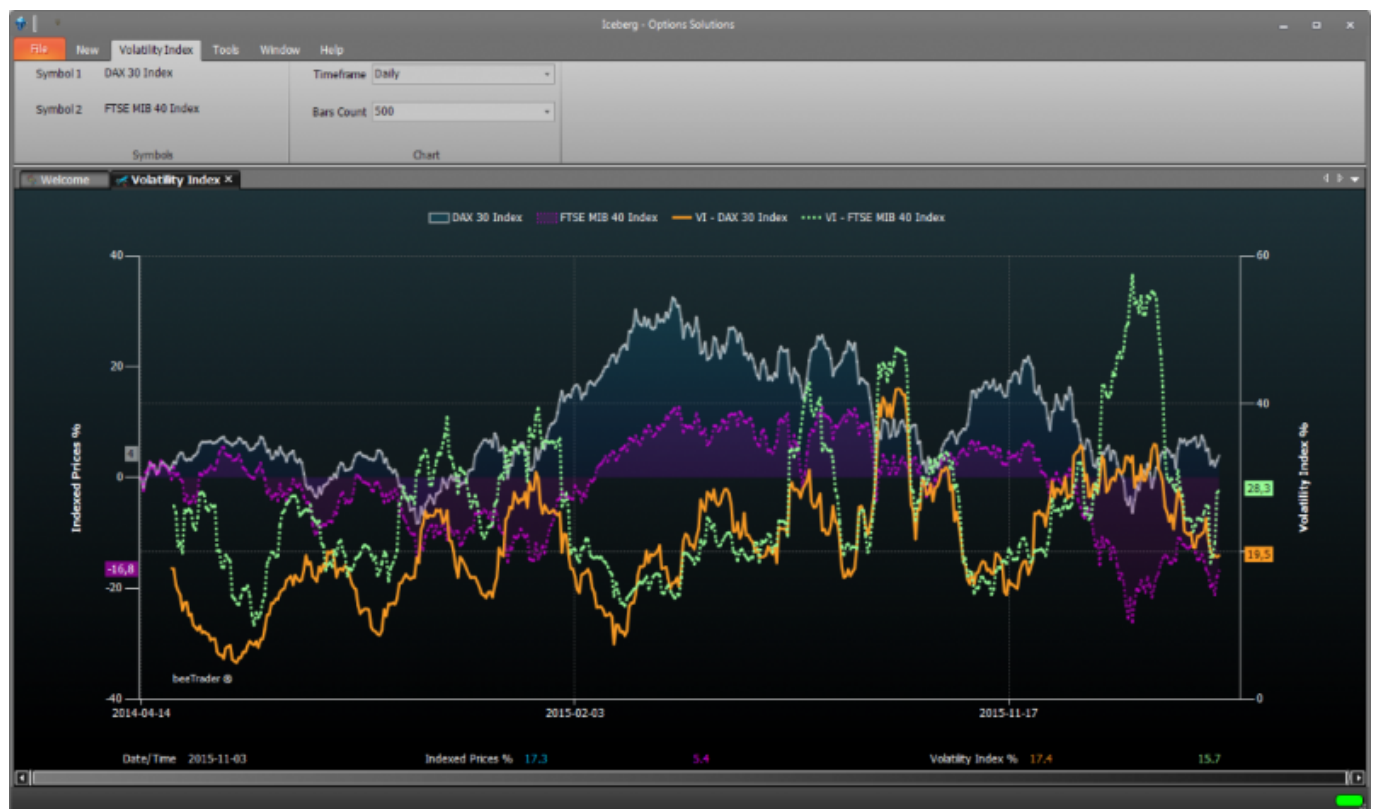 Iceberg - Options Solutions
File New Volatility Index Tools Window Help
Symbol 1 DAX 30 Index Timeframe Daily
Symbol 2 FTSE MIB 40 Index Bars Count 500
Symbols Chart
Welcome Volatility Index ×
DAX 30 Index FTSE MIB 40 Index VI - DAX 30 Index VI - FTSE MIB 40 Index
40 60
20
40
Indexed Prices %
4
0
28,3
Volatility Index %
19,5
-16,8
-20
beeTrader ®
-40 0
2014-04-14 2015-02-03 2015-11-17
Date/Time 2015-11-03 Indexed Prices % 17.3 5.4 Volatility Index % 17.4 15.7